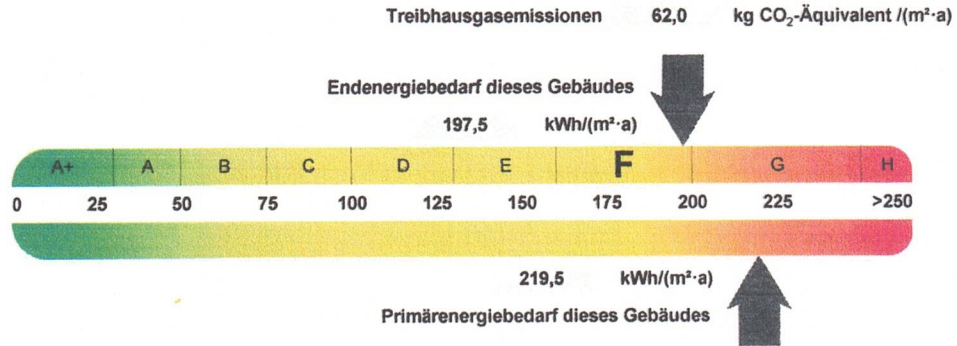 Treibhausgasemissionen 62,0 kg CO₂-Äquivalent /(m²·a)
Endenergiebedarf dieses Gebäudes
197,5 kWh/(m²·a)
A+ A B C D E F G H
0 25 50 75 100 125 150 175 200 225 >250
219,5 kWh/(m²·a)
Primärenergiebedarf dieses Gebäudes